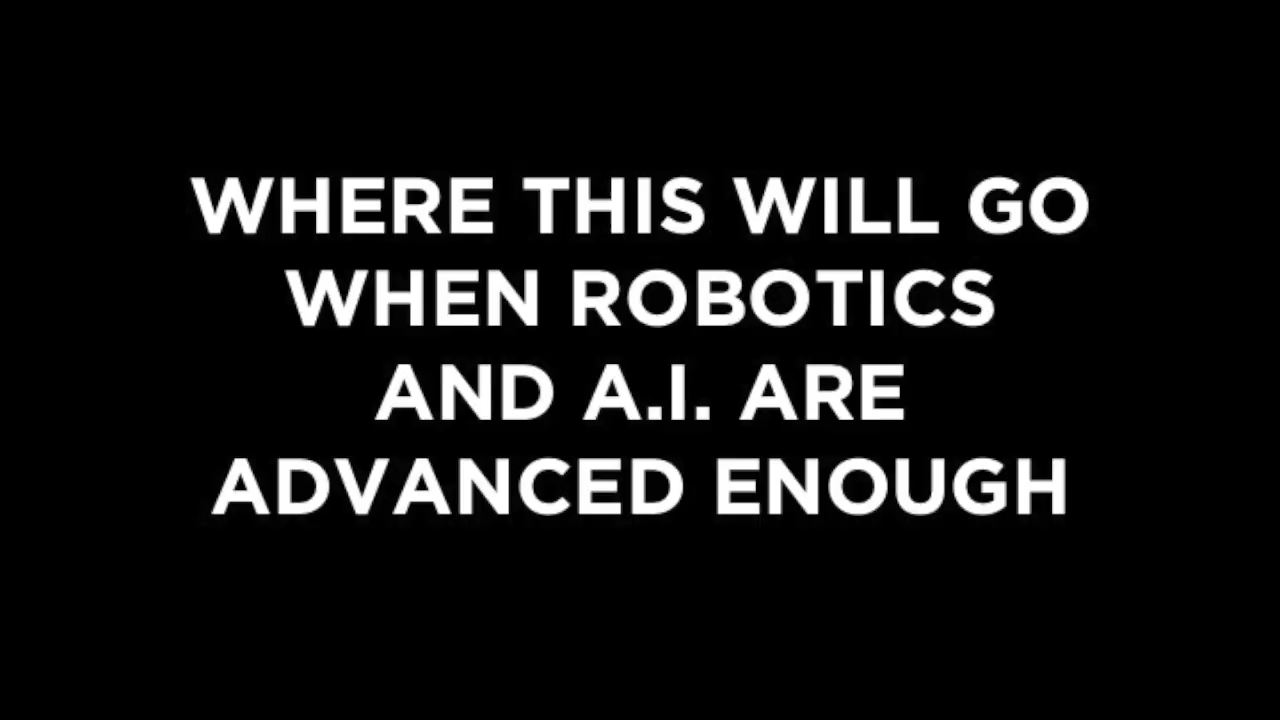 WHERE THIS WILL GO
WHEN ROBOTICS
AND A.I. ARE
ADVANCED ENOUGH